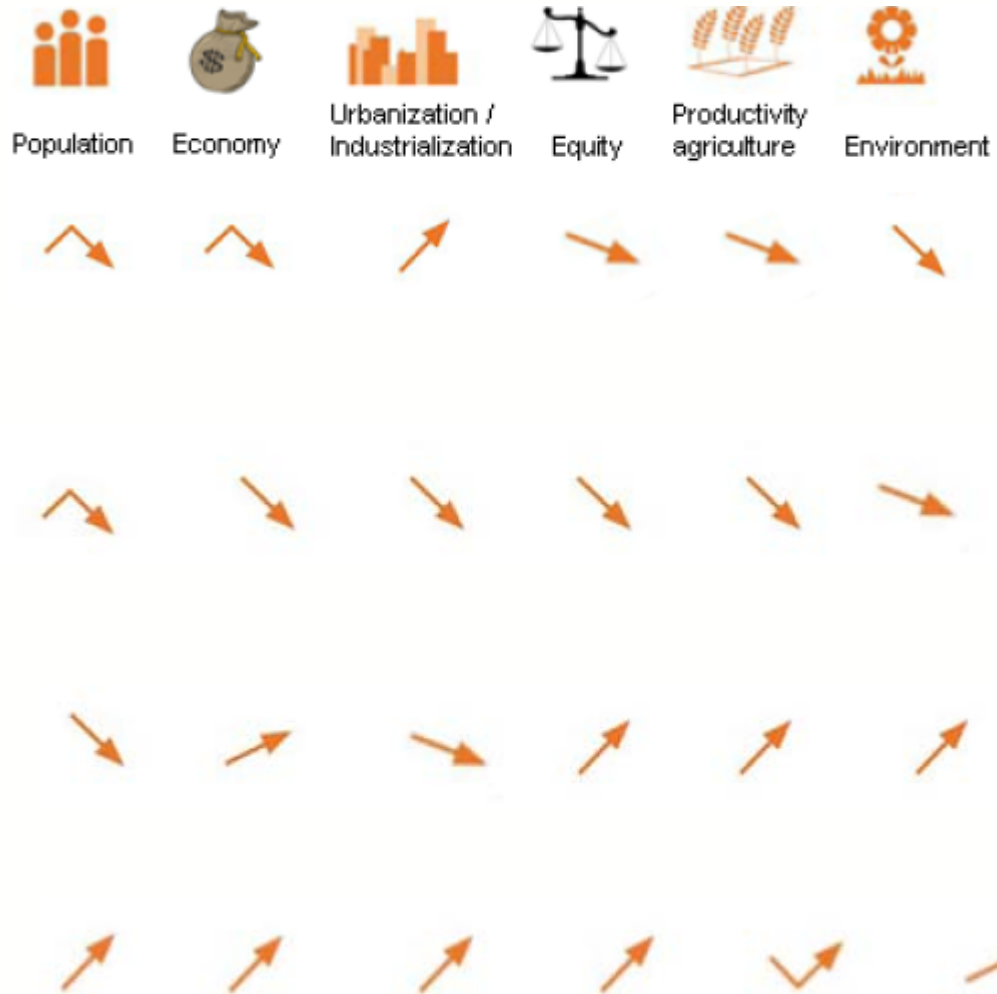 $
Population
Economy
Urbanization /
Industrialization
Equity
Productivity
agriculture
Environment